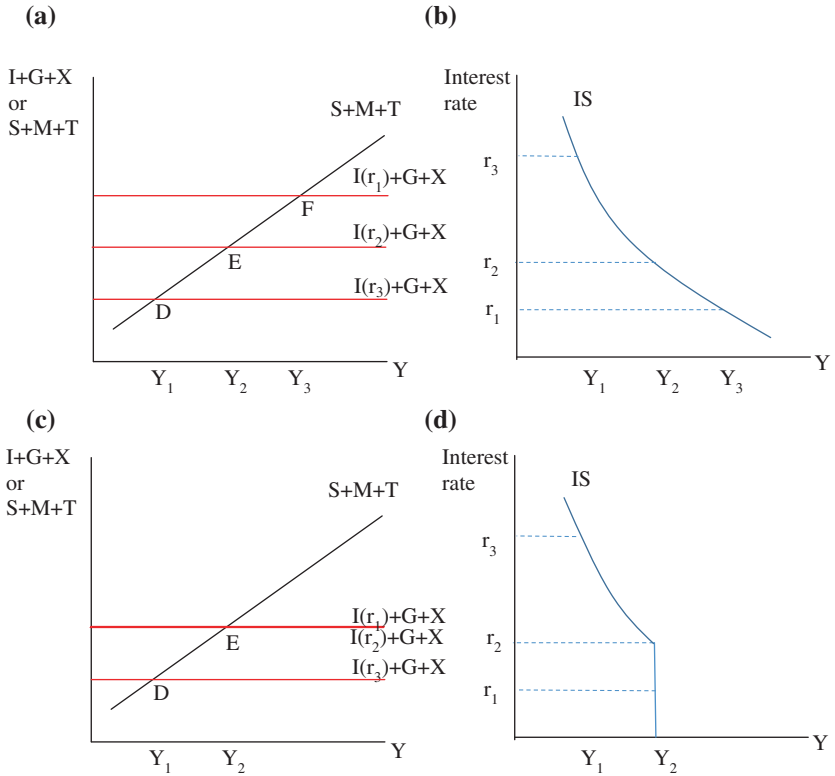 (a)
I+G+X
or
S+M+T
S+M+T
I(r1)+G+X
F
I(r2)+G+X
E
I(r3)+G+X
D
Y1 Y2 Y3 Y
(b)
Interest
rate
IS
r3
r2
r1
Y1 Y2 Y3 Y
(c)
I+G+X
or
S+M+T
S+M+T
I(r1)+G+X
I(r2)+G+X
E
I(r3)+G+X
D
Y1 Y2 Y
(d)
Interest
rate
IS
r3
r2
r1
Y1 Y2 Y